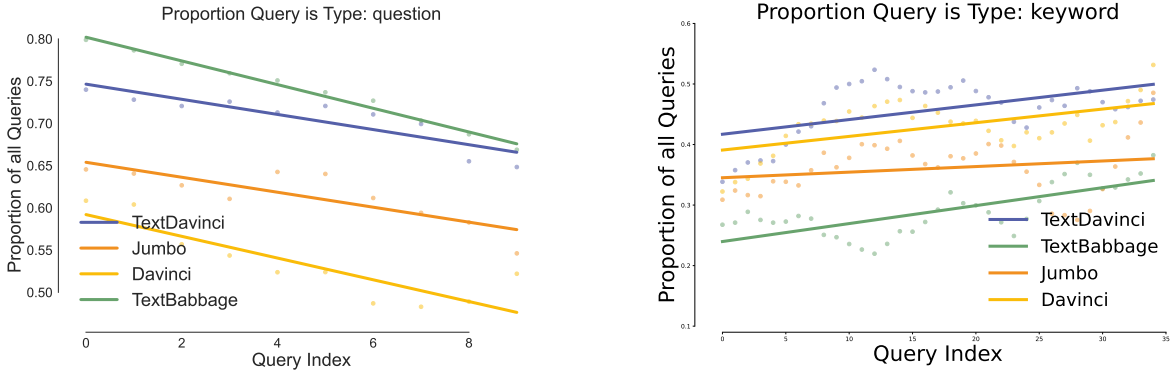 Proportion Query is Type: question
Proportion of all Queries
0.80
0.75
0.70
0.65
0.60
0.55
0.50
TextDavinci
Jumbo
Davinci
TextBabbage
0
2
4
6
8
Query Index
Proportion Query is Type: keyword
Proportion of all Queries
0.6
0.5
0.4
0.3
0.2
0.1
TextDavinci
TextBabbage
Jumbo
Davinci
0
5
10
15
20
25
30
35
Query Index